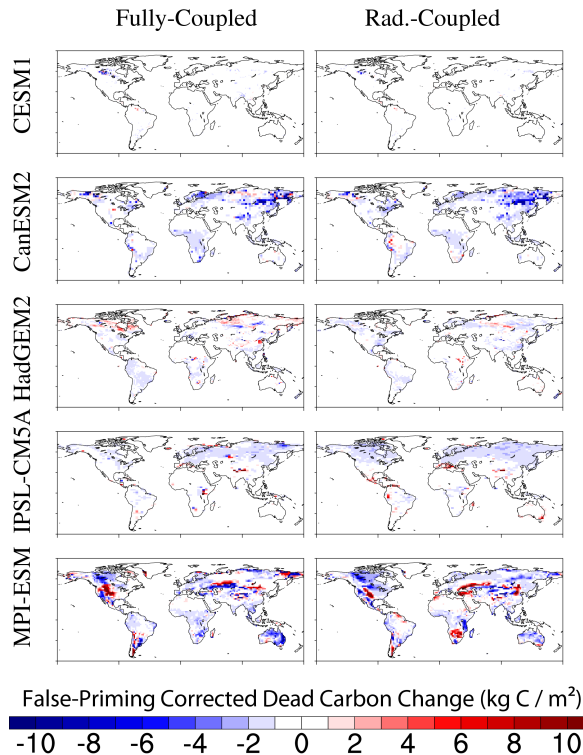 Fully-Coupled Rad.-Coupled
CESM1
CanESM2
HadGEM2
IPSL-CM5A
MPI-ESM
False-Priming Corrected Dead Carbon Change (kg C / m²)
-10 -8 -6 -4 -2 0 2 4 6 8 10